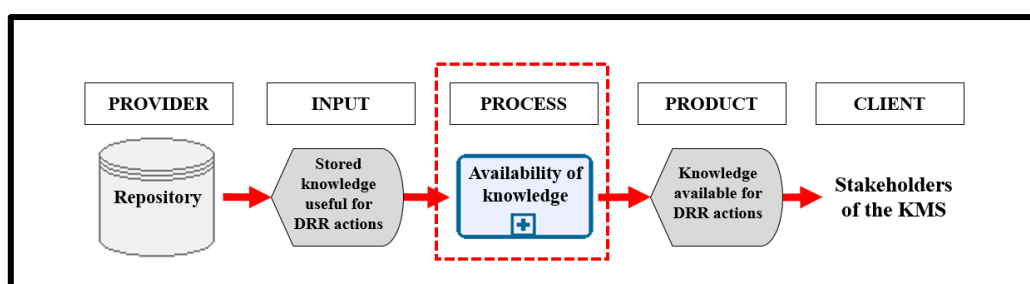 PROVIDER
INPUT
PROCESS
PRODUCT
CLIENT
Repository
Stored
knowledge
useful for
DRR actions
Availability of
knowledge
Knowledge
available for
DRR actions
Stakeholders
of the KMS